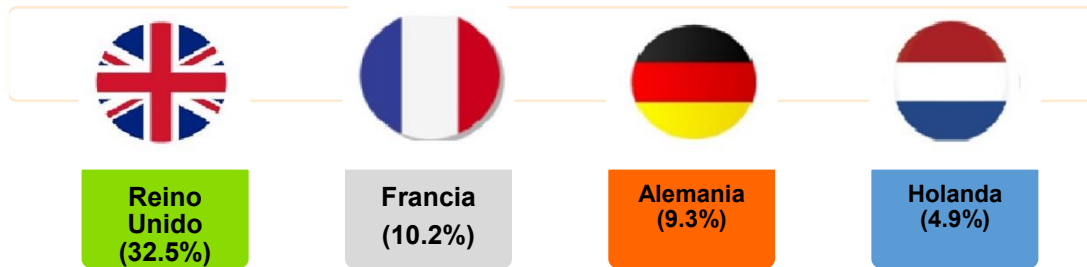 Reino
Unido
(32.5%)
Francia
(10.2%)
Alemania
(9.3%)
Holanda
(4.9%)